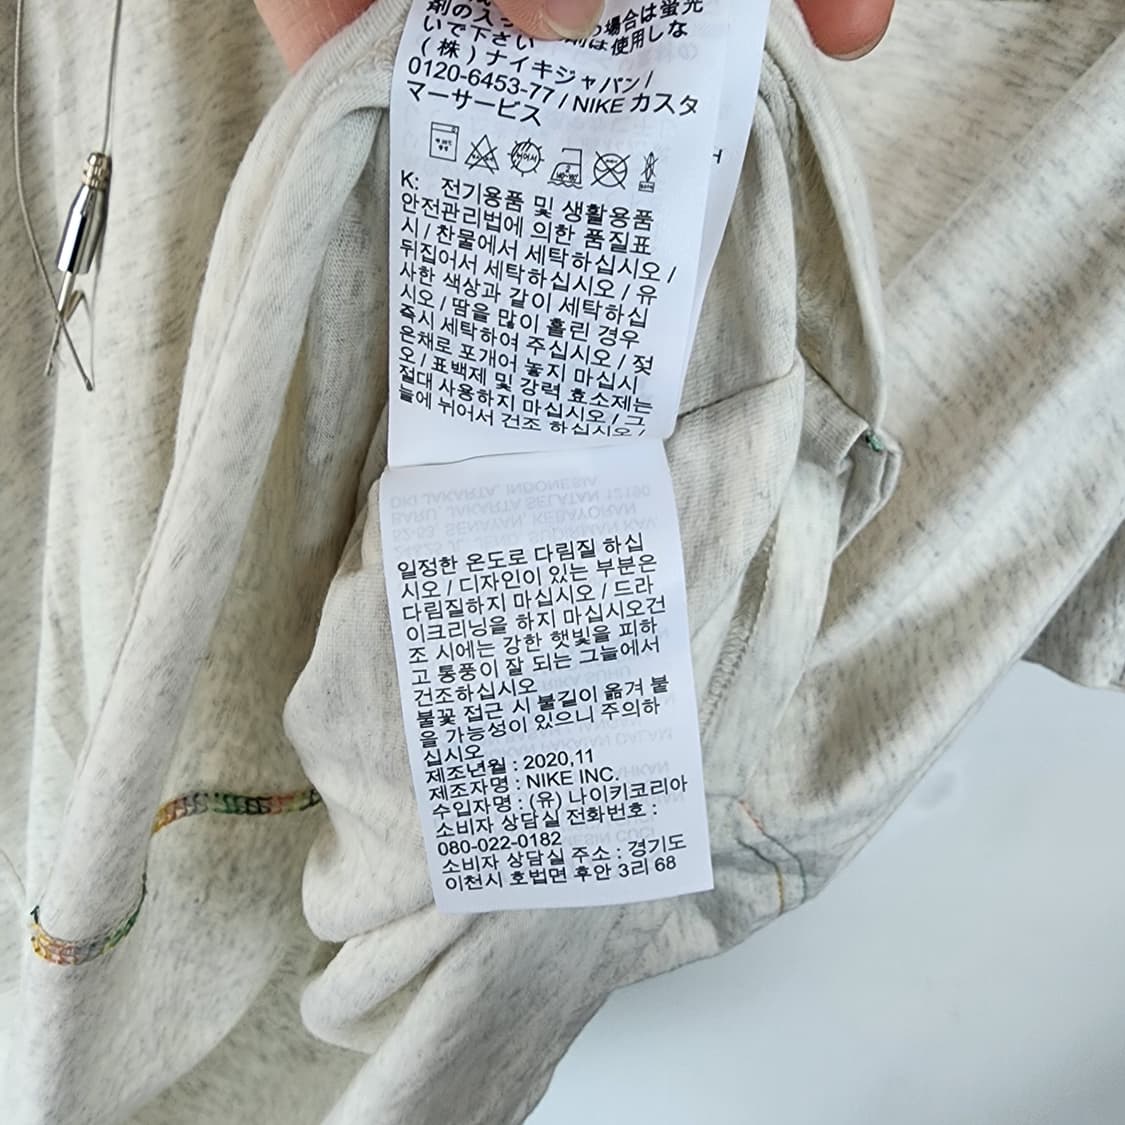 剤の入っ の場合は蛍光
いで下さい 剤は使用しな
(株)ナイキジャパン/
0120-6453-77 / NIKE カスタ
マーサービス
K: 전기용품 및 생활용품
안전관리법에 의한 품질표
시 / 찬물에서 세탁하십시오 /
뒤집어서 세탁하십시오 / 유
사한 색상과 같이 세탁하십
시오 / 땀을 많이 흘린 경우
즉시 세탁하여 주십시오 / 젖
은채로 포개어 놓지 마십시
오 / 표백제 및 강력 효소제는
절대 사용하지 마십시오 / 그
늘에 뉘어서 건조 하십시오 /
DKI JAKARTA, INDONESIA
BARU, JAKARTA SELATAN 12190
52-53, SENAYAN, KEBAYORAN
일정한 온도로 다림질 하십
시오 / 디자인이 있는 부분은
다림질하지 마십시오 / 드라
이크리닝을 하지 마십시오건
조 시에는 강한 햇빛을 피하
고 통풍이 잘 되는 그늘에서
건조하십시오
불꽃 접근 시 불길이 옮겨 붙
을 가능성이 있으니 주의하
십시오
제조년월 : 2020,11
제조자명 : NIKE INC.
수입자명 : (유) 나이키코리아
소비자 상담실 전화번호 :
080-022-0182
소비자 상담실 주소 : 경기도
이천시 호법면 후안 3리 68